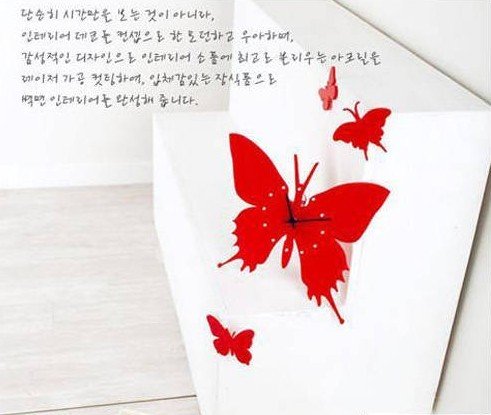 단순히 시간만을 보는 것이 아니라,
인테리어 데코를 컨셉으로 한 모던하고 우아하며,
감성적인 디자인으로 인테리어 소품에 최고로 불리우는 아크릴을
레이저 가공 컷팅하여, 입체감있는 장식품으로
벽면 인테리어를 완성해 줍니다.